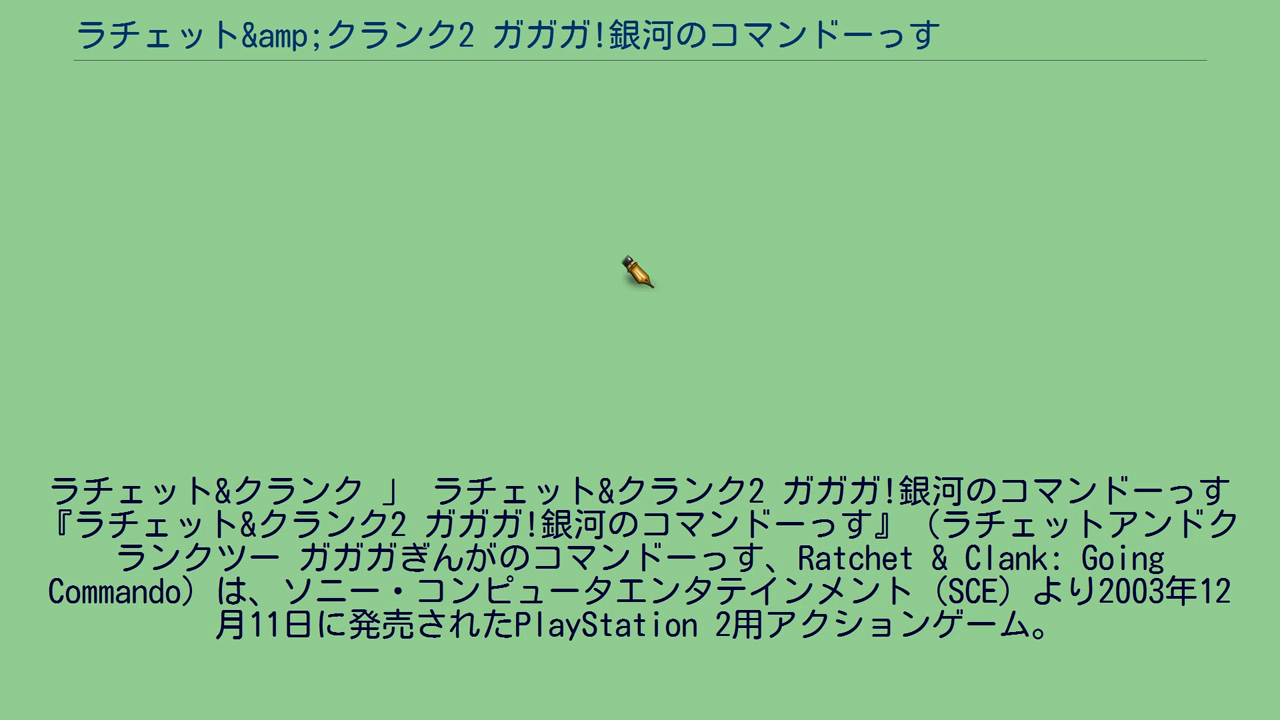 ラチェット&amp;クランク2 ガガガ!銀河のコマンドーっす
ラチェット&クランク 」 ラチェット&クランク2 ガガガ!銀河のコマンドーっす
『ラチェット&クランク2 ガガガ!銀河のコマンドーっす』（ラチェットアンドク
ランクツー ガガガぎんがのコマンドーっす、Ratchet & Clank: Going
Commando）は、ソニー・コンピュータエンタテインメント（SCE）より2003年12
月11日に発売されたPlayStation 2用アクションゲーム。